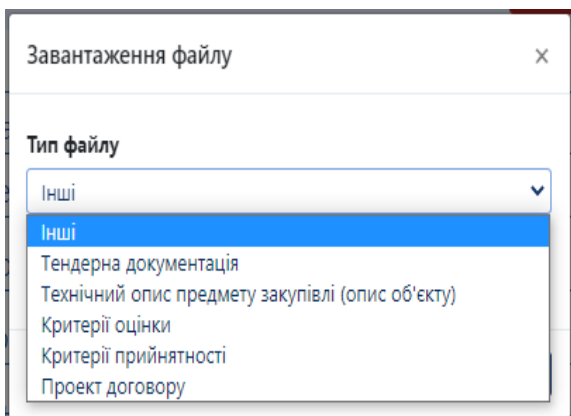 Завантаження файлу ×
Тип файлу
Інші
Інші
Тендерна документація
Технічний опис предмету закупівлі (опис об'єкту)
Критерії оцінки
Критерії прийнятності
Проект договору